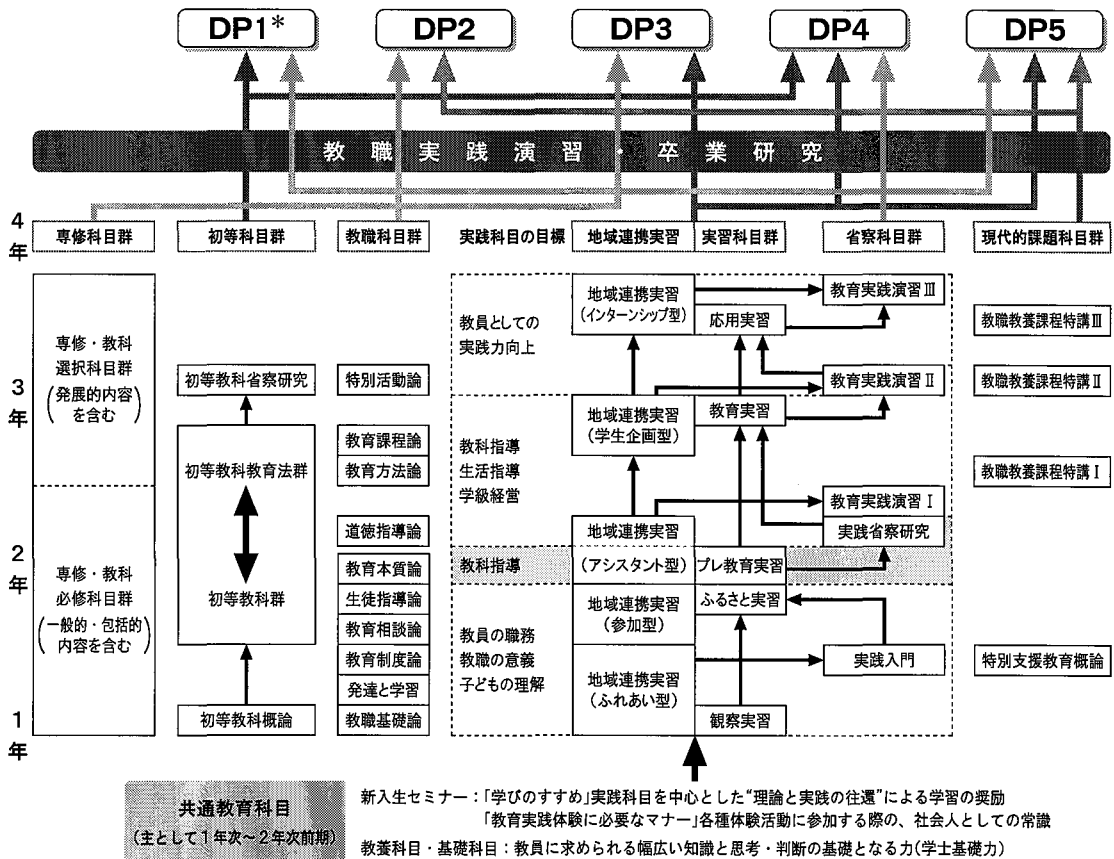 DP1*
DP2
DP3
DP4
DP5
教職実践演習・卒業研究
4年
専修科目群
初等科目群
教職科目群
実践科目の目標
地域連携実習
実習科目群
省察科目群
現代的課題科目群
専修・教科
選択科目群
(発展的内容
を含む)
3年
初等教科省察研究
初等教科教育法群
初等教科群
初等教科概論
専修・教科
必修科目群
(一般的・包括的
内容を含む)
2年
1年
特別活動論
教育課程論
教育方法論
道徳指導論
教育本質論
生徒指導論
教育相談論
教育制度論
発達と学習
教職基礎論
教員としての
実践力向上
教科指導
生活指導
学級経営
教科指導
教員の職務
教職の意義
子どもの理解
地域連携実習
(インターンシップ型)
地域連携実習
(学生企画型)
地域連携実習
(アシスタント型)
地域連携実習
(参加型)
地域連携実習
(ふれあい型)
応用実習
教育実習
プレ教育実習
ふるさと実習
観察実習
教育実践演習Ⅲ
教育実践演習Ⅱ
教育実践演習Ⅰ
実践省察研究
実践入門
教職教養課程特講Ⅲ
教職教養課程特講Ⅱ
教職教養課程特講Ⅰ
特別支援教育概論
共通教育科目
(主として1年次～2年次前期)
新入生セミナー：「学びのすすめ」実践科目を中心とした“理論と実践の往還”による学習の奨励
「教育実践体験に必要なマナー」各種体験活動に参加する際の、社会人としての常識
教養科目・基礎科目：教員に求められる幅広い知識と思考・判断の基礎となる力(学士基礎力)